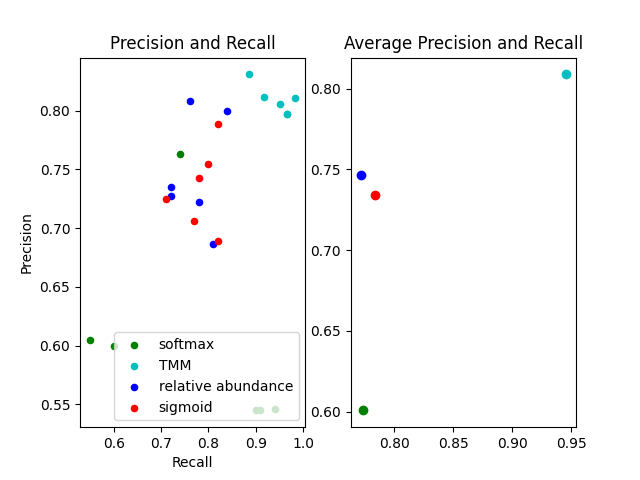 Precision and Recall
Average Precision and Recall
Precision
0.80
0.75
0.70
0.65
0.60
0.55
0.6
0.7
0.8
0.9
1.0
Recall
softmax
TMM
relative abundance
sigmoid
0.80
0.75
0.70
0.65
0.60
0.80
0.85
0.90
0.95